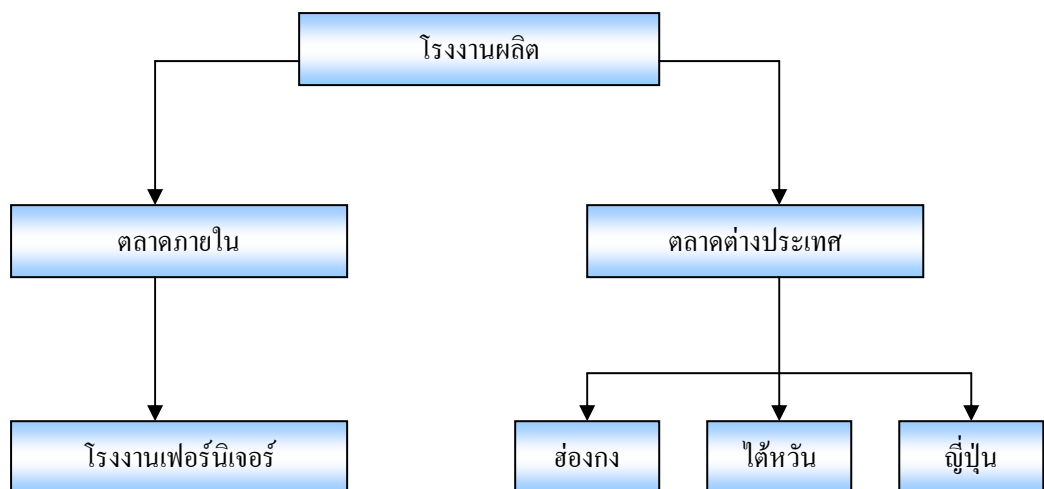 โรงงานผลิต
ตลาดภายใน
ตลาดต่างประเทศ
โรงงานเฟอร์นิเจอร์
ฮ่องกง
ไต้หวัน
ญี่ปุ่น